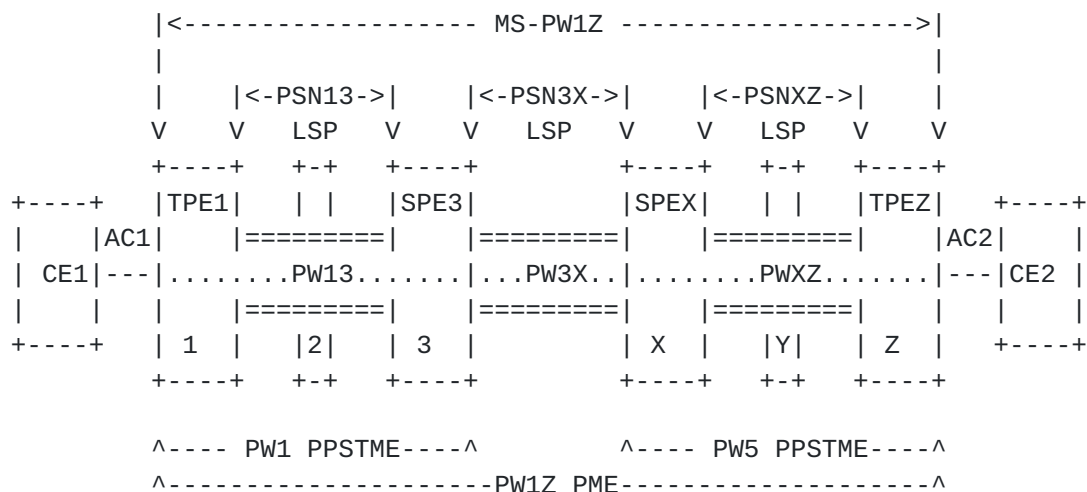 |<------------------- MS-PW1Z ------------------->|
|                                                 |
|    |<-PSN13->|    |<-PSN3X->|    |<-PSNXZ->|    |
V    V   LSP   V    V   LSP   V    V   LSP   V    V
+----+   +-+   +----+         +----+   +-+   +----+
+----+   |TPE1|   | |   |SPE3|         |SPEX|   | |   |TPEZ|   +----+
|    |AC1|    |=========|    |=========|    |=========|    |AC2|    |
| CE1|---|........PW13.......|...PW3X..|........PWXZ.......|---|CE2 |
|    |   |    |=========|    |=========|    |=========|    |   |    |
+----+   | 1  |   |2|   | 3  |         | X  |   |Y|   | Z  |   +----+
+----+   +-+   +----+         +----+   +-+   +----+
^---- PW1 PPSTME----^         ^---- PW5 PPSTME----^
^---------------------PW1Z PME--------------------^